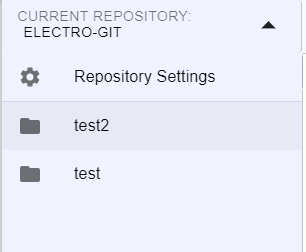 CURRENT REPOSITORY:
ELECTRO-GIT
Repository Settings
test2
test